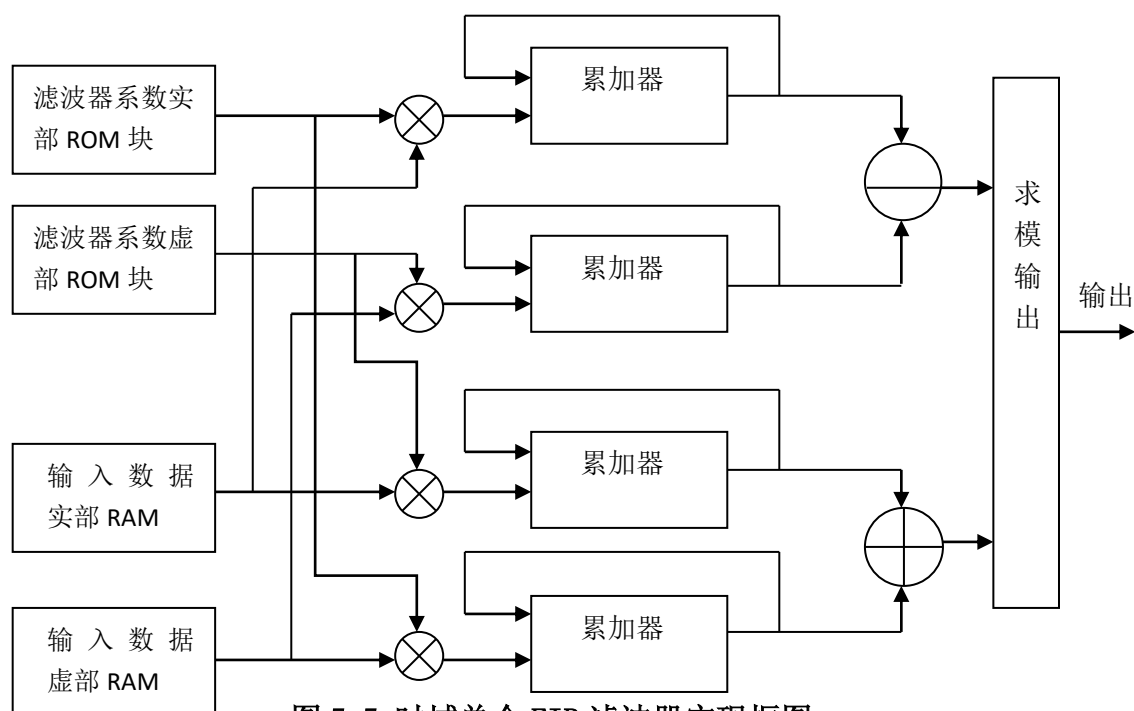 滤波器系数实
部 ROM 块
滤波器系数虚
部 ROM 块
输入数据
实部 RAM
输入数据
虚部 RAM
累加器
累加器
累加器
累加器
求模输出
输出